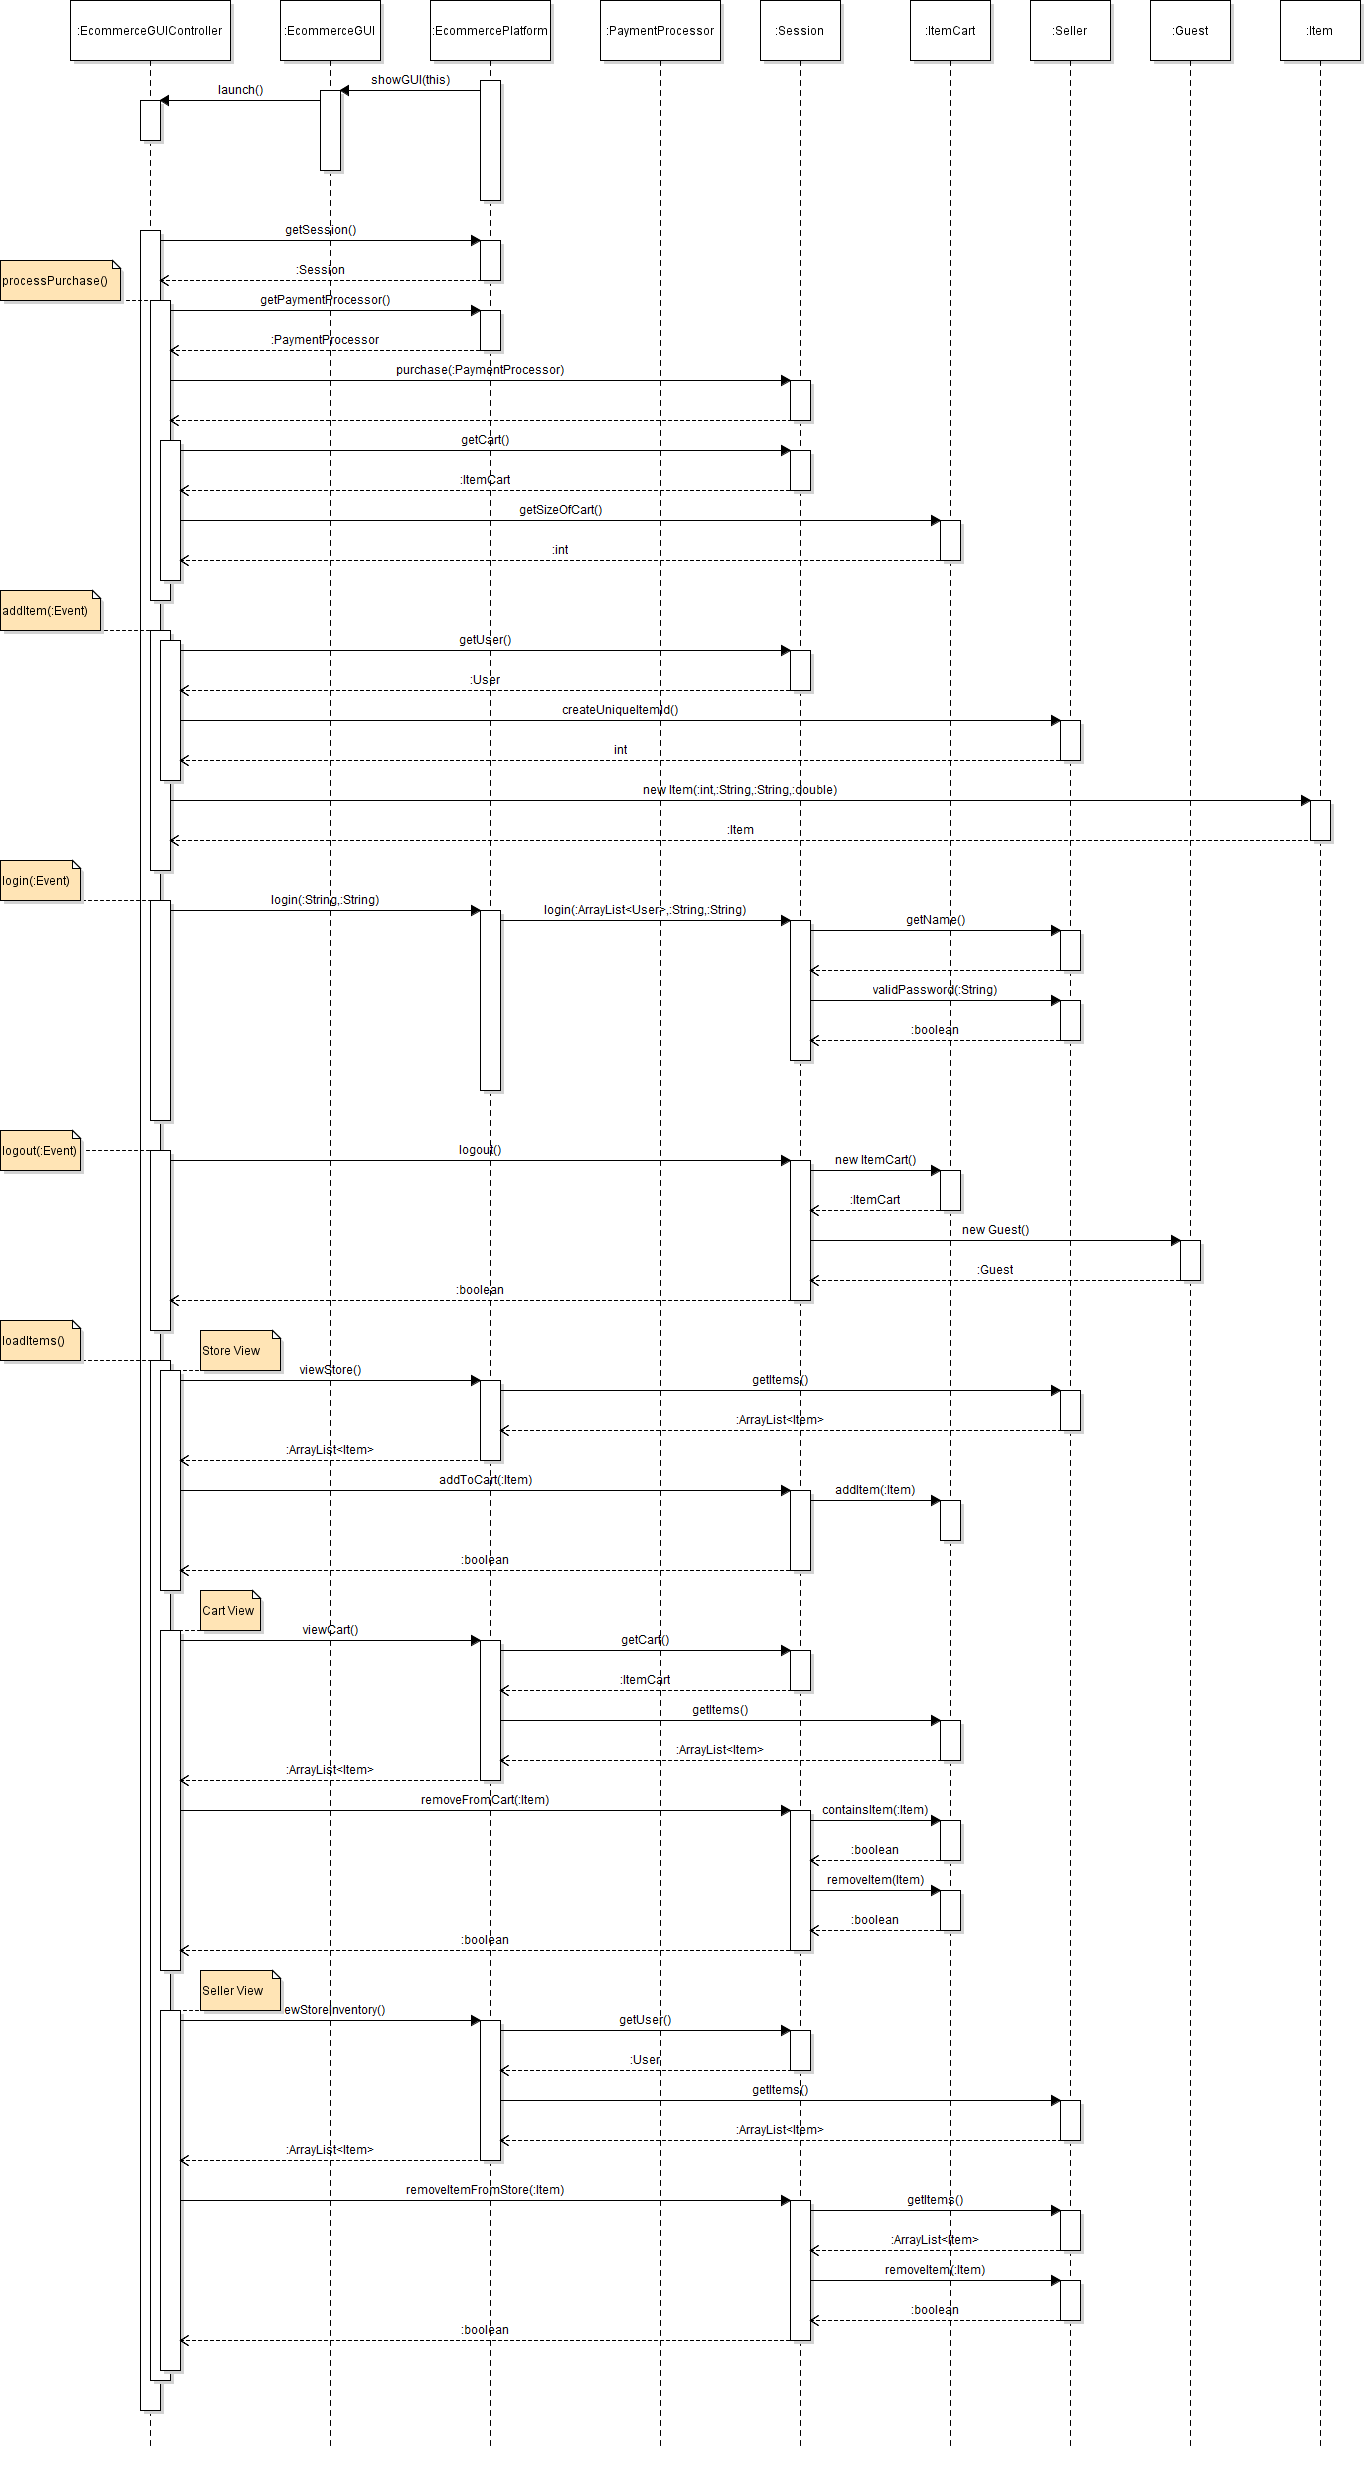 :EcommerceGUIController
:EcommerceGUI
:EcommercePlatform
:PaymentProcessor
:Session
:ItemCart
:Seller
:Guest
:Item
showGUI(this)
launch()
getSession()
:Session
processPurchase()
getPaymentProcessor()
:PaymentProcessor
purchase(:PaymentProcessor)
getCart()
:ItemCart
getSizeOfCart()
:int
addItem(:Event)
getUser()
:User
createUniqueItemId()
int
new Item(:int,:String,:String,:double)
:Item
login(:Event)
login(:String,:String)
login(:ArrayList<User>,:String,:String)
getName()
validPassword(:String)
:boolean
logout(:Event)
logout()
new ItemCart()
:ItemCart
new Guest()
:Guest
:boolean
loadItems()
Store View
viewStore()
getItems()
:ArrayList<Item>
:ArrayList<Item>
addToCart(:Item)
addItem(:Item)
:boolean
Cart View
viewCart()
getCart()
:ItemCart
getItems()
:ArrayList<Item>
:ArrayList<Item>
removeFromCart(:Item)
containsItem(:Item)
:boolean
removeItem(Item)
:boolean
:boolean
Seller View
ewStoreInventory()
getUser()
:User
getItems()
:ArrayList<Item>
:ArrayList<Item>
removeItemFromStore(:Item)
getItems()
:ArrayList<Item>
removeItem(:Item)
:boolean
:boolean